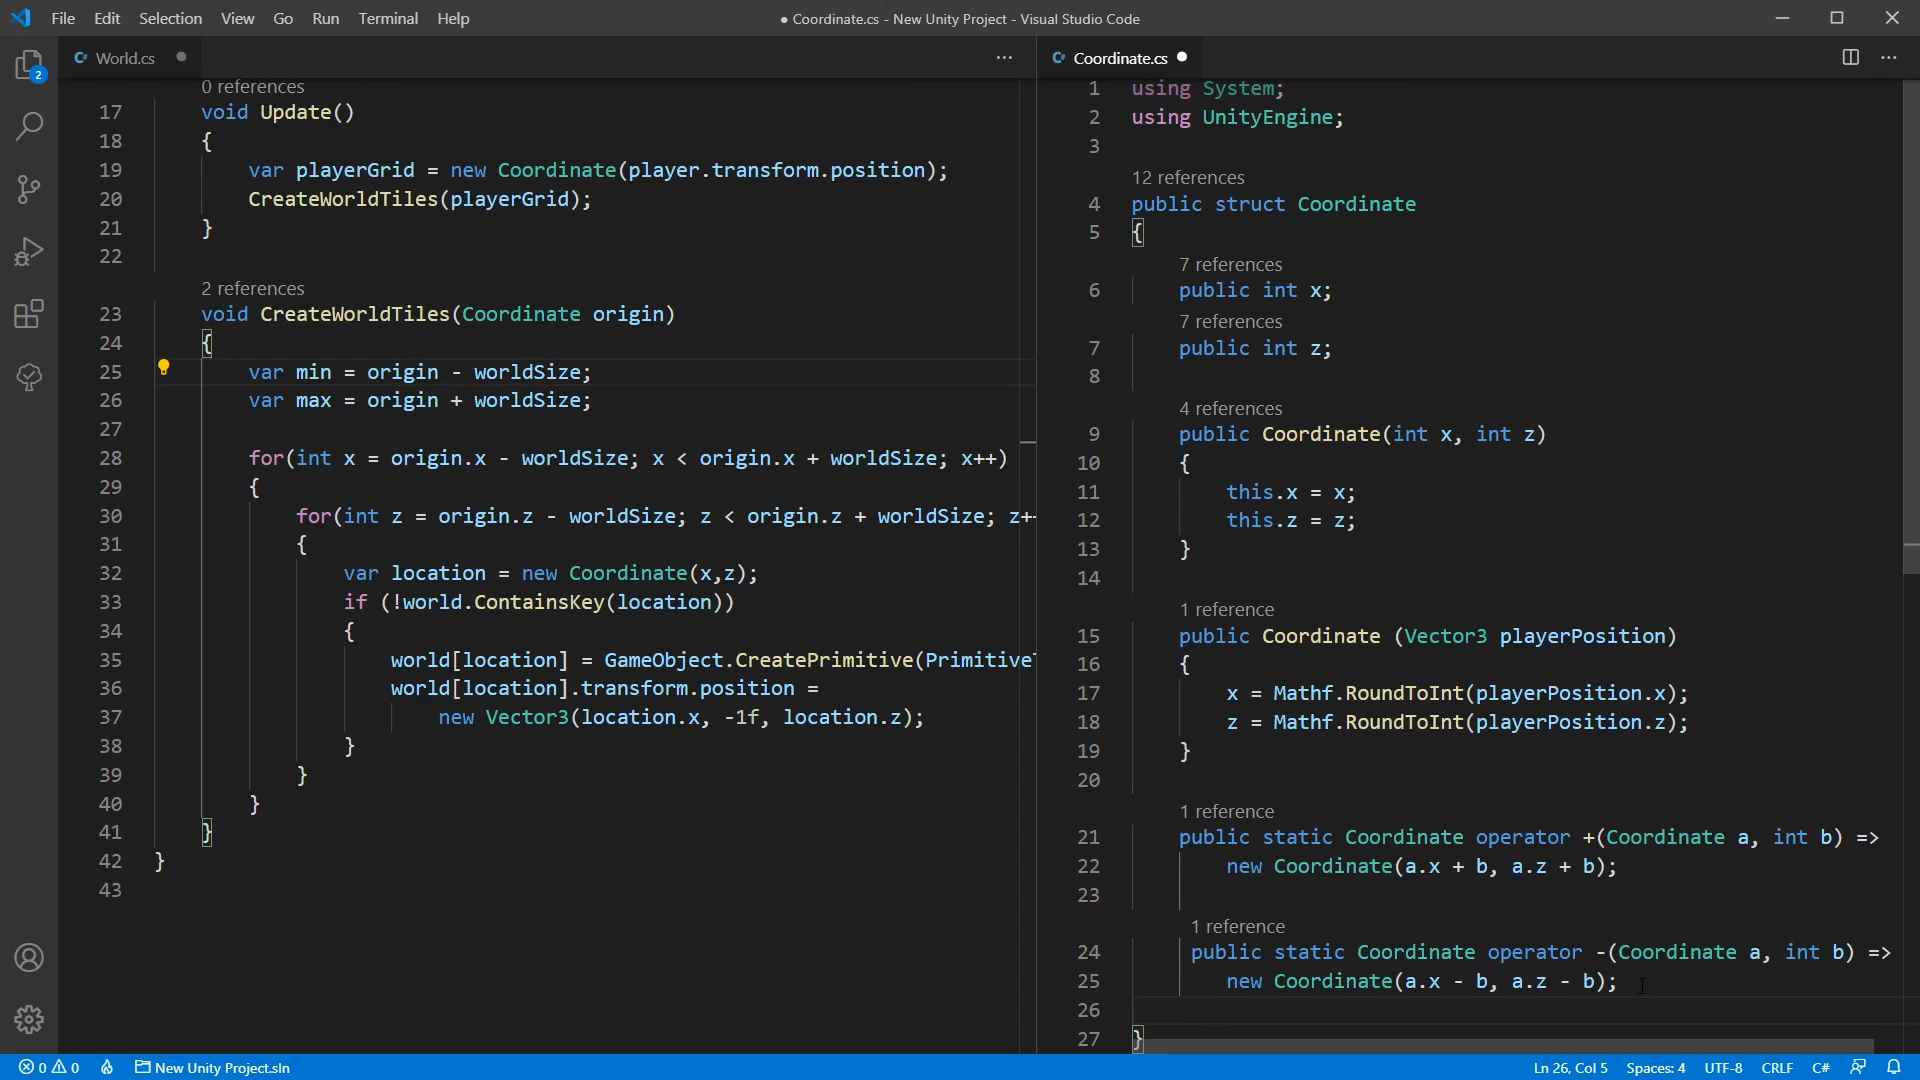 File Edit Selection View Go Run Terminal Help
● Coordinate.cs - New Unity Project - Visual Studio Code
2
C# World.cs
0 references
17 void Update()
18 {
19 var playerGrid = new Coordinate(player.transform.position);
20 CreateWorldTiles(playerGrid);
21 }
22
2 references
23 void CreateWorldTiles(Coordinate origin)
24 {
25 var min = origin - worldSize;
26 var max = origin + worldSize;
27
28 for(int x = origin.x - worldSize; x < origin.x + worldSize; x++)
29 {
30 for(int z = origin.z - worldSize; z < origin.z + worldSize; z+
31 {
32 var location = new Coordinate(x,z);
33 if (!world.ContainsKey(location))
34 {
35 world[location] = GameObject.CreatePrimitive(Primitive
36 world[location].transform.position =
37 new Vector3(location.x, -1f, location.z);
38 }
39 }
40 }
41 }
42 }
43
C# Coordinate.cs
1 using System;
2 using UnityEngine;
3
12 references
4 public struct Coordinate
5 {
7 references
6 public int x;
7 references
7 public int z;
8
4 references
9 public Coordinate(int x, int z)
10 {
11 this.x = x;
12 this.z = z;
13 }
14
1 reference
15 public Coordinate (Vector3 playerPosition)
16 {
17 x = Mathf.RoundToInt(playerPosition.x);
18 z = Mathf.RoundToInt(playerPosition.z);
19 }
20
1 reference
21 public static Coordinate operator +(Coordinate a, int b) =>
22 new Coordinate(a.x + b, a.z + b);
23
1 reference
24 public static Coordinate operator -(Coordinate a, int b) =>
25 new Coordinate(a.x - b, a.z - b);
26
27 }
0 0 New Unity Project.sln Ln 26, Col 5 Spaces: 4 UTF-8 CRLF C#